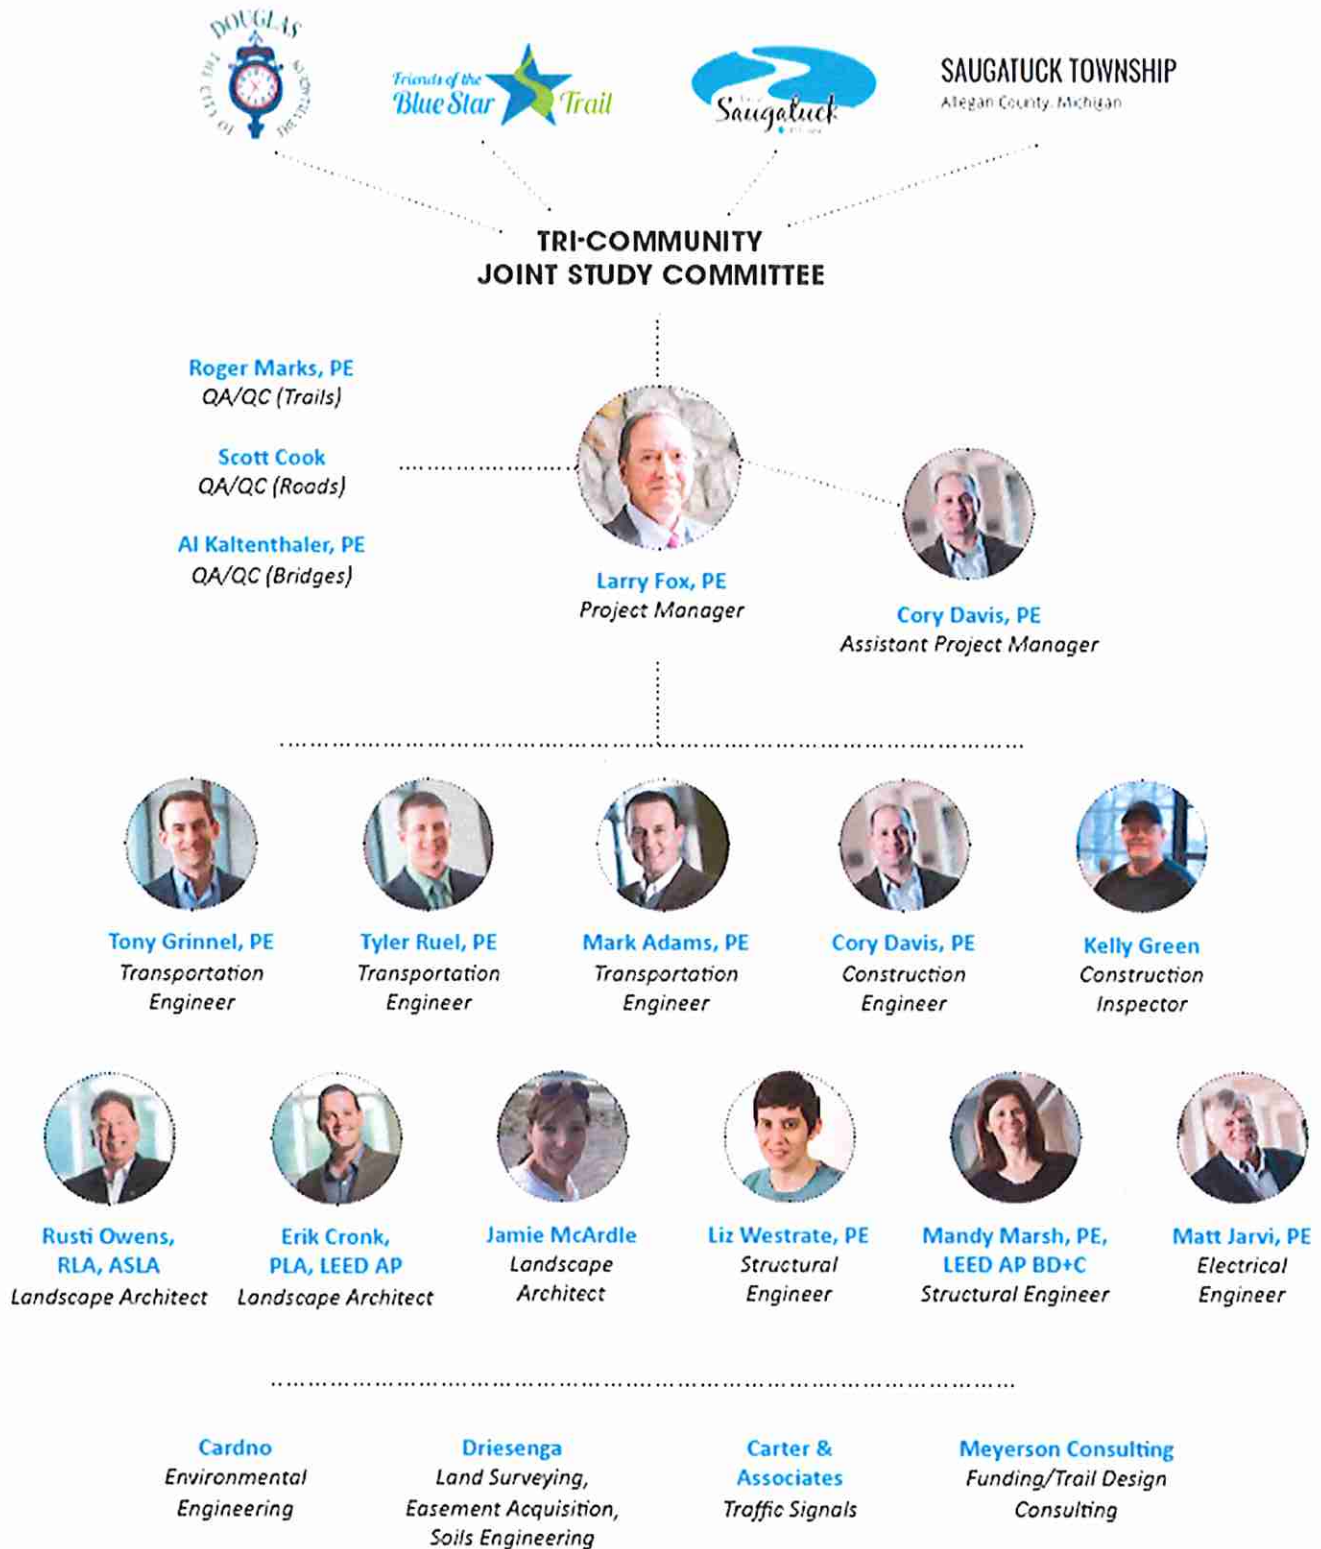 DOUGLAS
THE CITY OF
Friends of the
Blue Star Trail
Saugatuck
SAUGATUCK TOWNSHIP
Allegan County, Michigan
TRI-COMMUNITY
JOINT STUDY COMMITTEE
Roger Marks, PE
QA/QC (Trails)
Scott Cook
QA/QC (Roads)
Al Kaltenthaler, PE
QA/QC (Bridges)
Larry Fox, PE
Project Manager
Cory Davis, PE
Assistant Project Manager
Tony Grinnel, PE
Transportation
Engineer
Tyler Ruel, PE
Transportation
Engineer
Mark Adams, PE
Transportation
Engineer
Cory Davis, PE
Construction
Engineer
Kelly Green
Construction
Inspector
Rusti Owens,
RLA, ASLA
Landscape Architect
Erik Cronk,
PLA, LEED AP
Landscape Architect
Jamie McArdle
Landscape
Architect
Liz Westrate, PE
Structural
Engineer
Mandy Marsh, PE,
LEED AP BD+C
Structural Engineer
Matt Jarvi, PE
Electrical
Engineer
Cardno
Environmental
Engineering
Driesenga
Land Surveying,
Easement Acquisition,
Soils Engineering
Carter &
Associates
Traffic Signals
Meyerson Consulting
Funding/Trail Design
Consulting